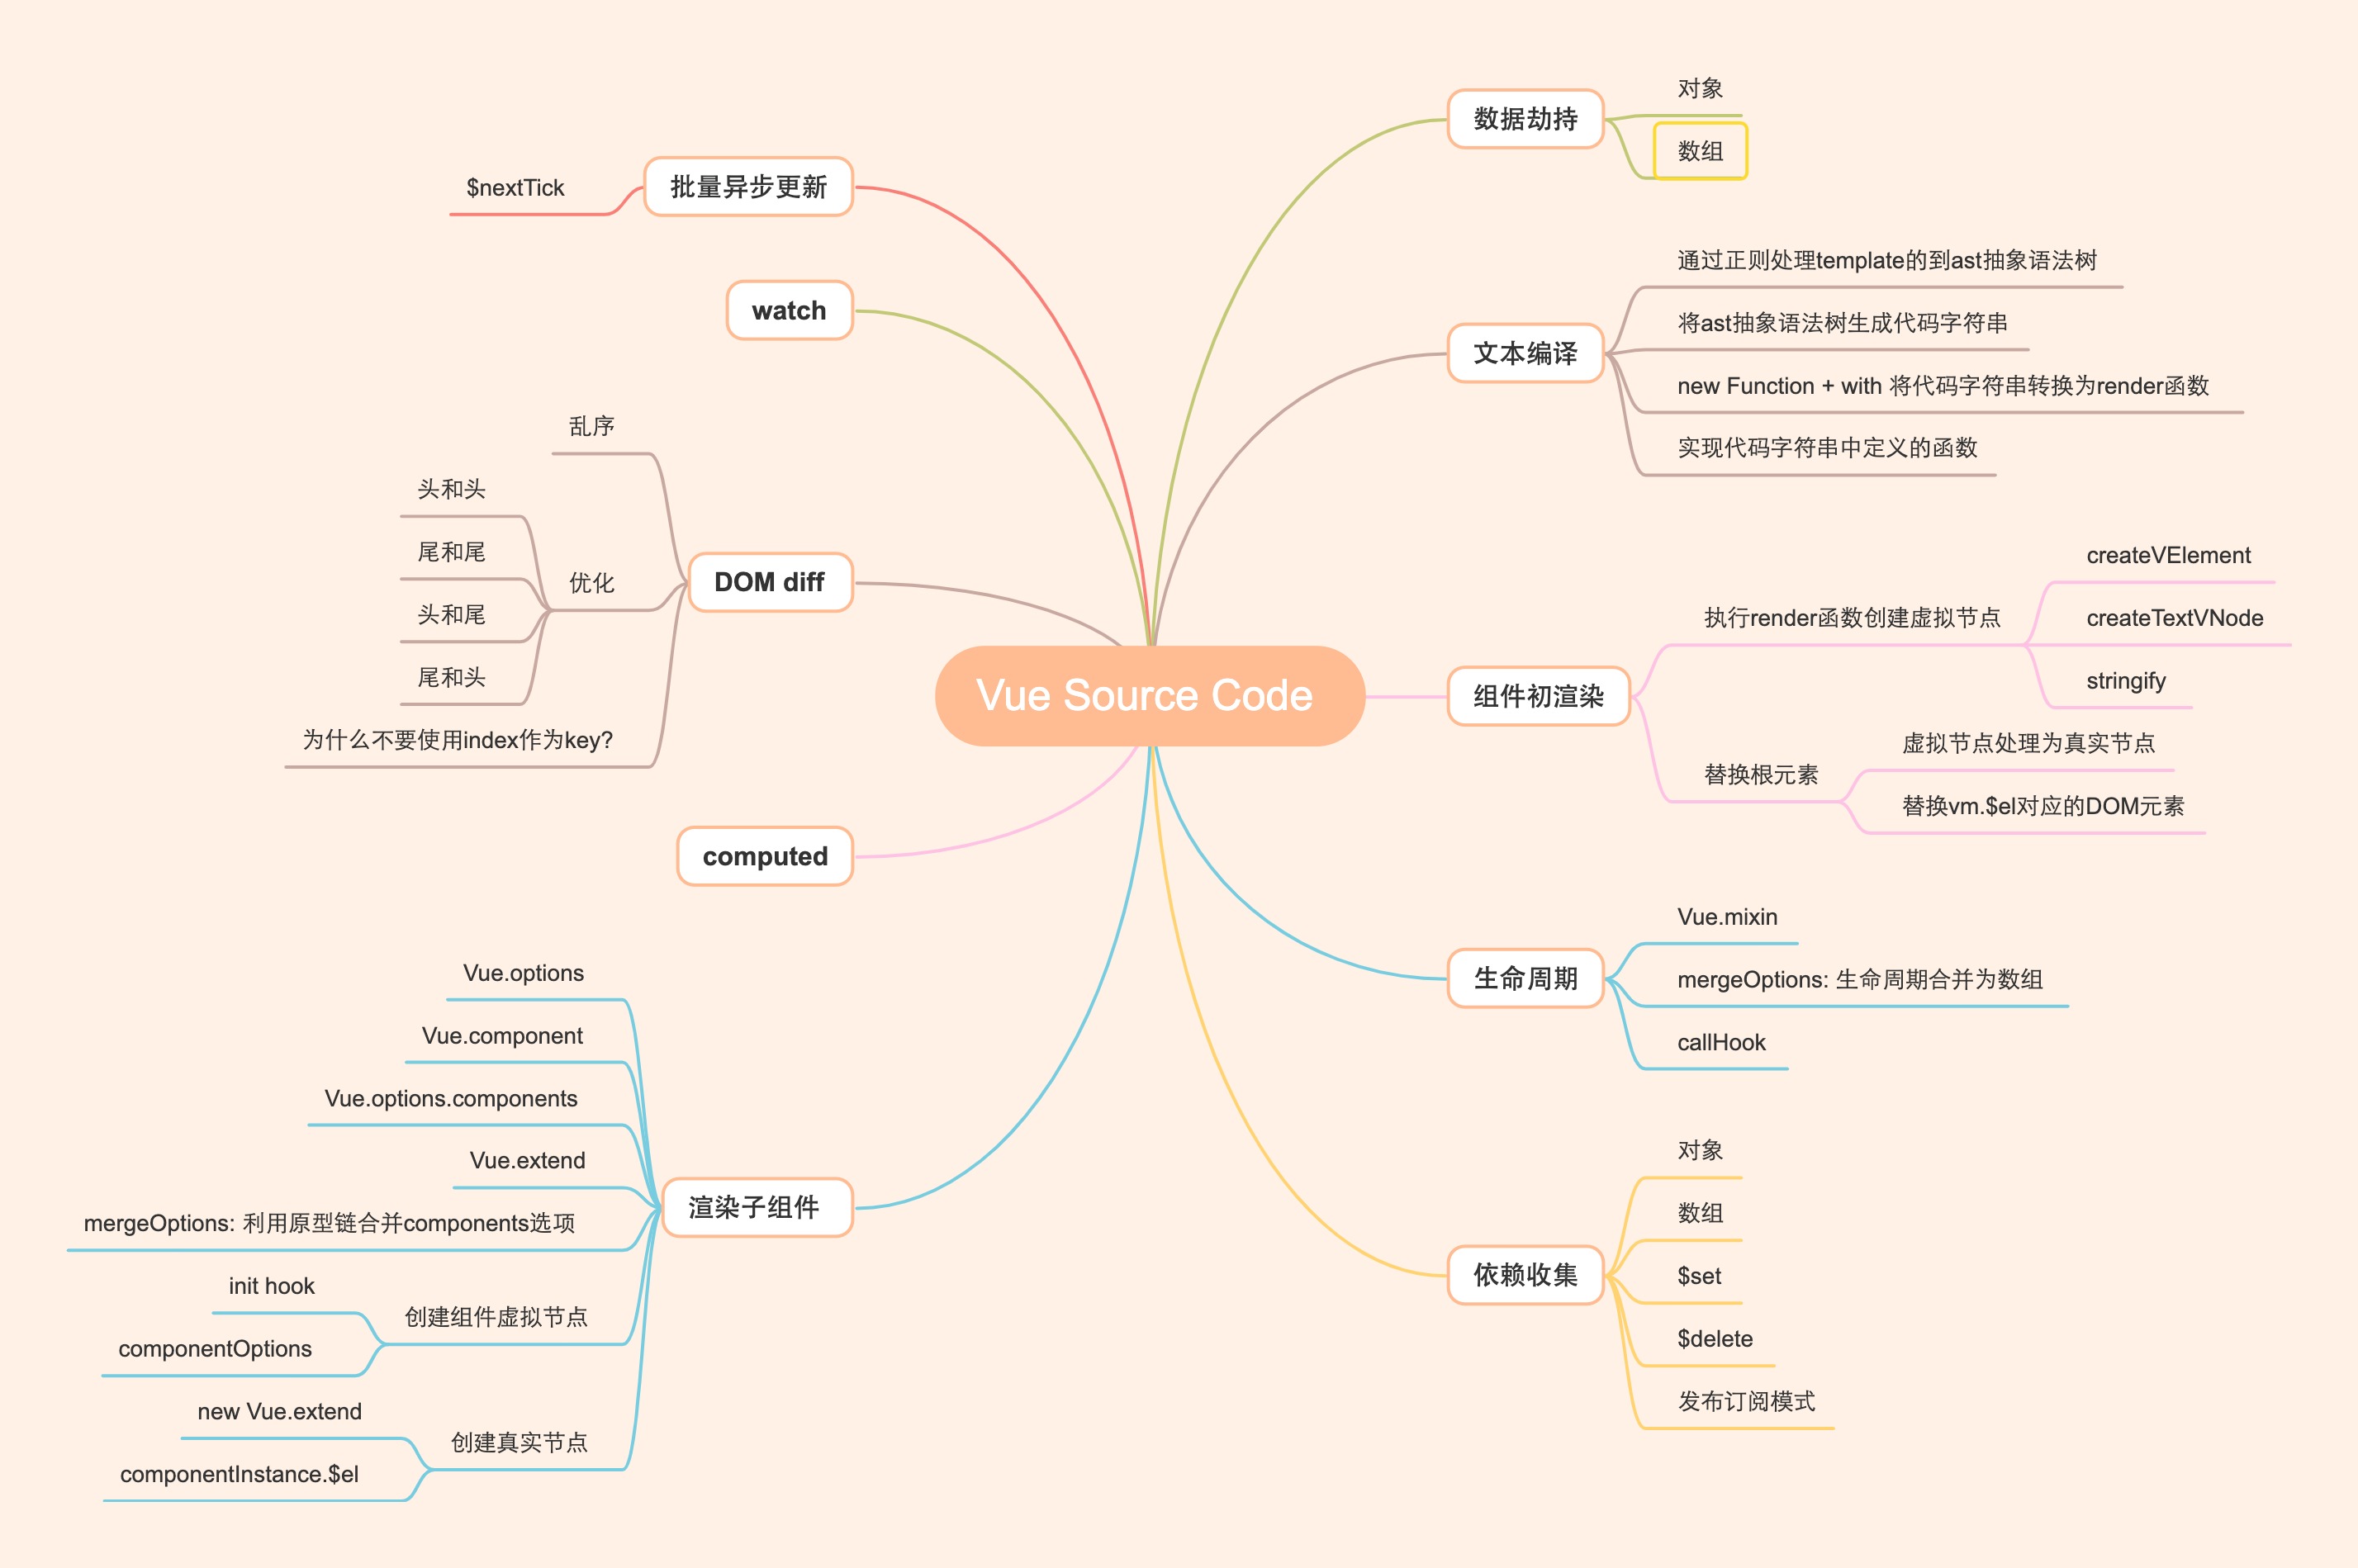 Vue Source Code
数据劫持
对象
数组
文本编译
通过正则处理template的到ast抽象语法树
将ast抽象语法树生成代码字符串
new Function + with 将代码字符串转换为render函数
实现代码字符串中定义的函数
组件初渲染
执行render函数创建虚拟节点
createVElement
createTextVNode
stringify
替换根元素
虚拟节点处理为真实节点
替换vm.$el对应的DOM元素
生命周期
Vue.mixin
mergeOptions: 生命周期合并为数组
callHook
依赖收集
对象
数组
$set
$delete
发布订阅模式
批量异步更新
$nextTick
watch
DOM diff
乱序
优化
头和头
尾和尾
头和尾
尾和头
为什么不要使用index作为key?
computed
渲染子组件
Vue.options
Vue.component
Vue.options.components
Vue.extend
mergeOptions: 利用原型链合并components选项
创建组件虚拟节点
init hook
componentOptions
创建真实节点
new Vue.extend
componentInstance.$el